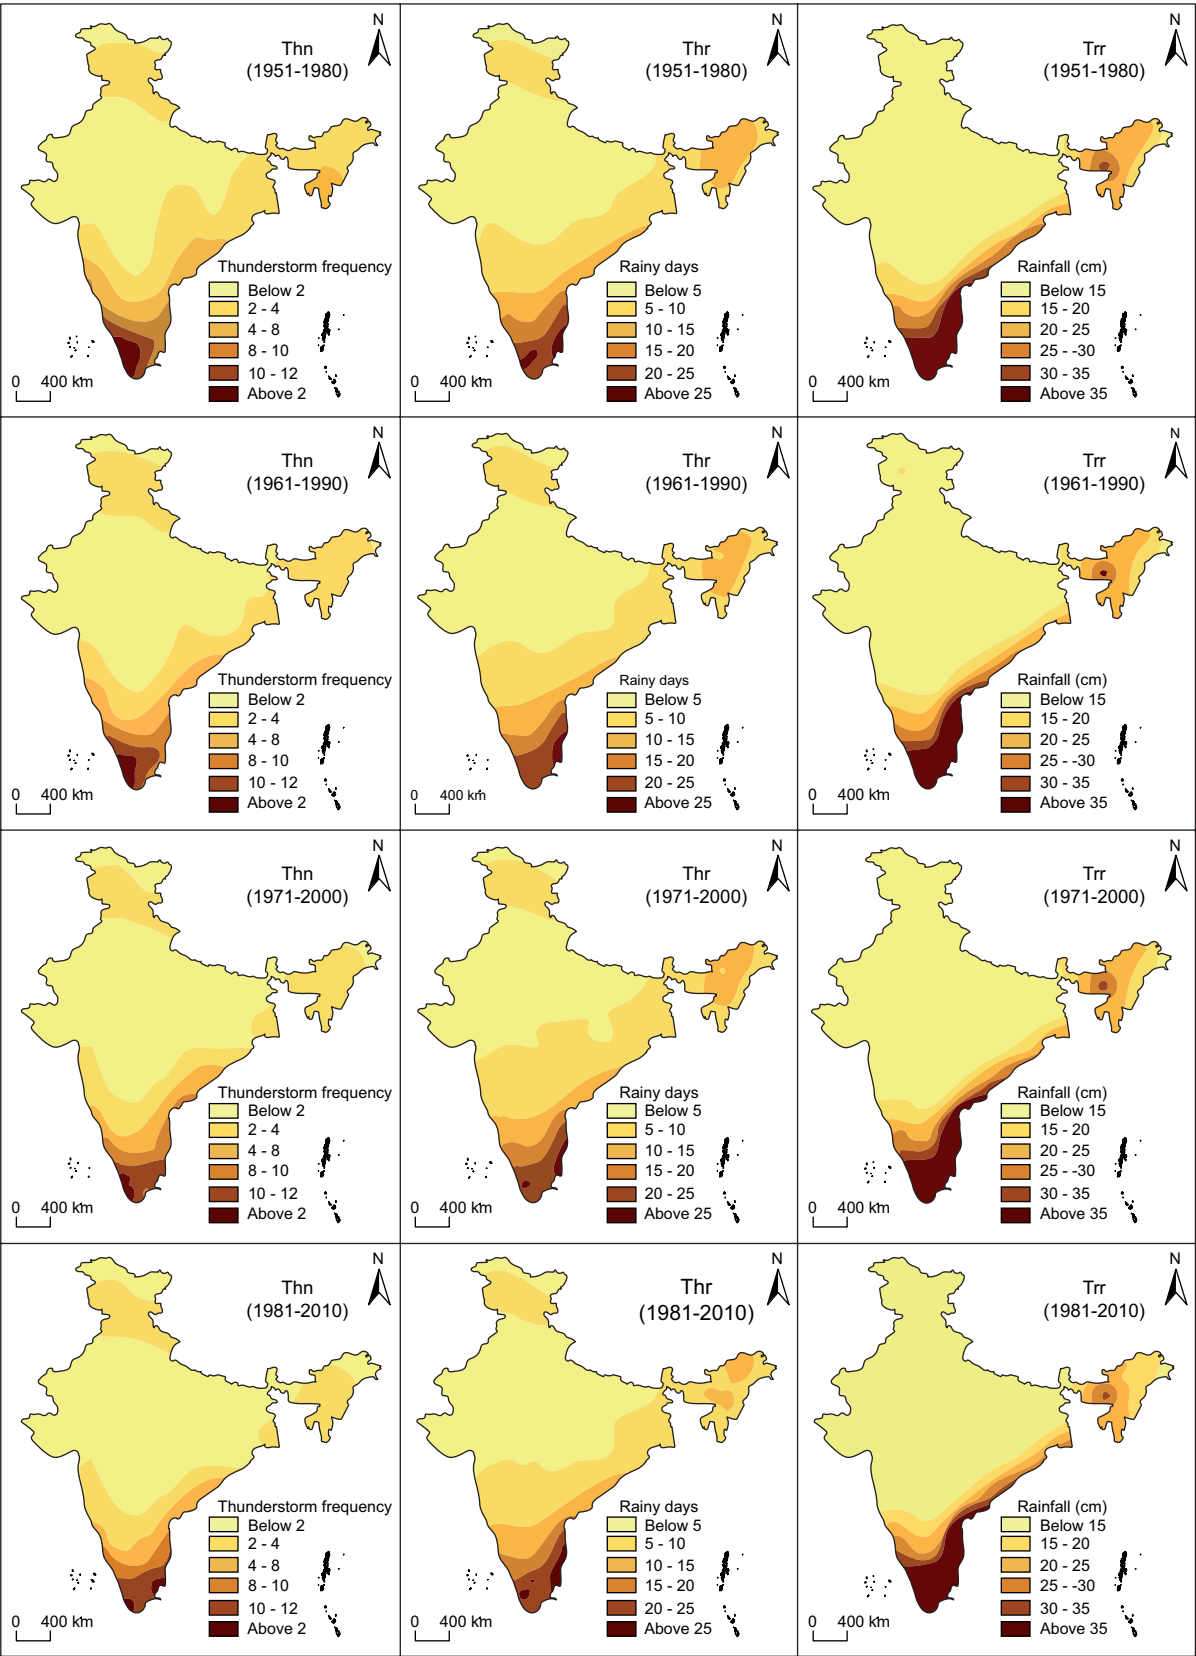 N
Thn
(1951-1980)
Thunderstorm frequency
Below 2
2 - 4
4 - 8
8 - 10
10 - 12
Above 2
0 400 km
N
Thr
(1951-1980)
Rainy days
Below 5
5 - 10
10 - 15
15 - 20
20 - 25
Above 25
0 400 km
N
Trr
(1951-1980)
Rainfall (cm)
Below 15
15 - 20
20 - 25
25 - -30
30 - 35
Above 35
0 400 km
N
Thn
(1961-1990)
Thunderstorm frequency
Below 2
2 - 4
4 - 8
8 - 10
10 - 12
Above 2
0 400 km
N
Thr
(1961-1990)
Rainy days
Below 5
5 - 10
10 - 15
15 - 20
20 - 25
Above 25
0 400 km
N
Trr
(1961-1990)
Rainfall (cm)
Below 15
15 - 20
20 - 25
25 - -30
30 - 35
Above 35
0 400 km
N
Thn
(1971-2000)
Thunderstorm frequency
Below 2
2 - 4
4 - 8
8 - 10
10 - 12
Above 2
0 400 km
N
Thr
(1971-2000)
Rainy days
Below 5
5 - 10
10 - 15
15 - 20
20 - 25
Above 25
0 400 km
N
Trr
(1971-2000)
Rainfall (cm)
Below 15
15 - 20
20 - 25
25 - -30
30 - 35
Above 35
0 400 km
N
Thn
(1981-2010)
Thunderstorm frequency
Below 2
2 - 4
4 - 8
8 - 10
10 - 12
Above 2
0 400 km
N
Thr
(1981-2010)
Rainy days
Below 5
5 - 10
10 - 15
15 - 20
20 - 25
Above 25
0 400 km
N
Trr
(1981-2010)
Rainfall (cm)
Below 15
15 - 20
20 - 25
25 - -30
30 - 35
Above 35
0 400 km